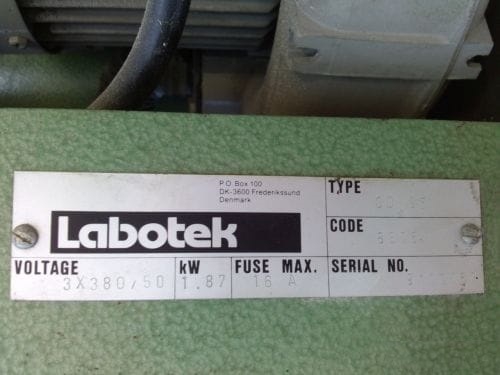 P.O. Box 100
DK-3600 Frederikssund
Denmark
Labotek
TYPE
CODE
VOLTAGE
3X380/50
kW
1.87
FUSE MAX.
16 A
SERIAL NO.